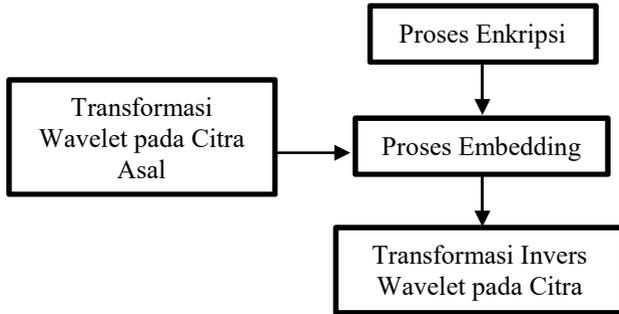 Proses Enkripsi
Transformasi
Wavelet pada Citra
Asal
Proses Embedding
Transformasi Invers
Wavelet pada Citra